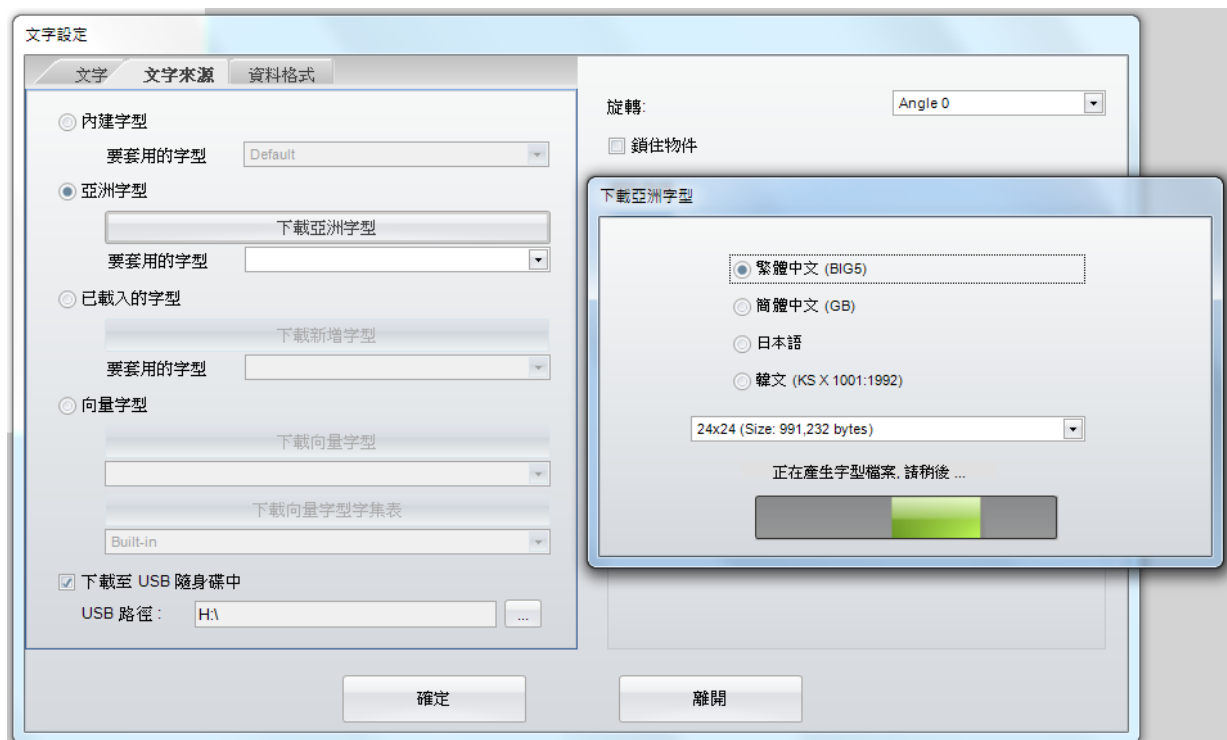 文字設定
文字
文字來源
資料格式
內建字型
要套用的字型
Default
亞洲字型
下載亞洲字型
要套用的字型
已載入的字型
下載新增字型
要套用的字型
向量字型
下載向量字型
下載向量字型字集表
Built-in
下載至 USB 隨身碟中
USB 路徑 :
H:\
...
旋轉:
Angle 0
鎖住物件
下載亞洲字型
繁體中文 (BIG5)
簡體中文 (GB)
日本語
韓文 (KS X 1001:1992)
24x24 (Size: 991,232 bytes)
正在產生字型檔案, 請稍後 ...
確定
離開